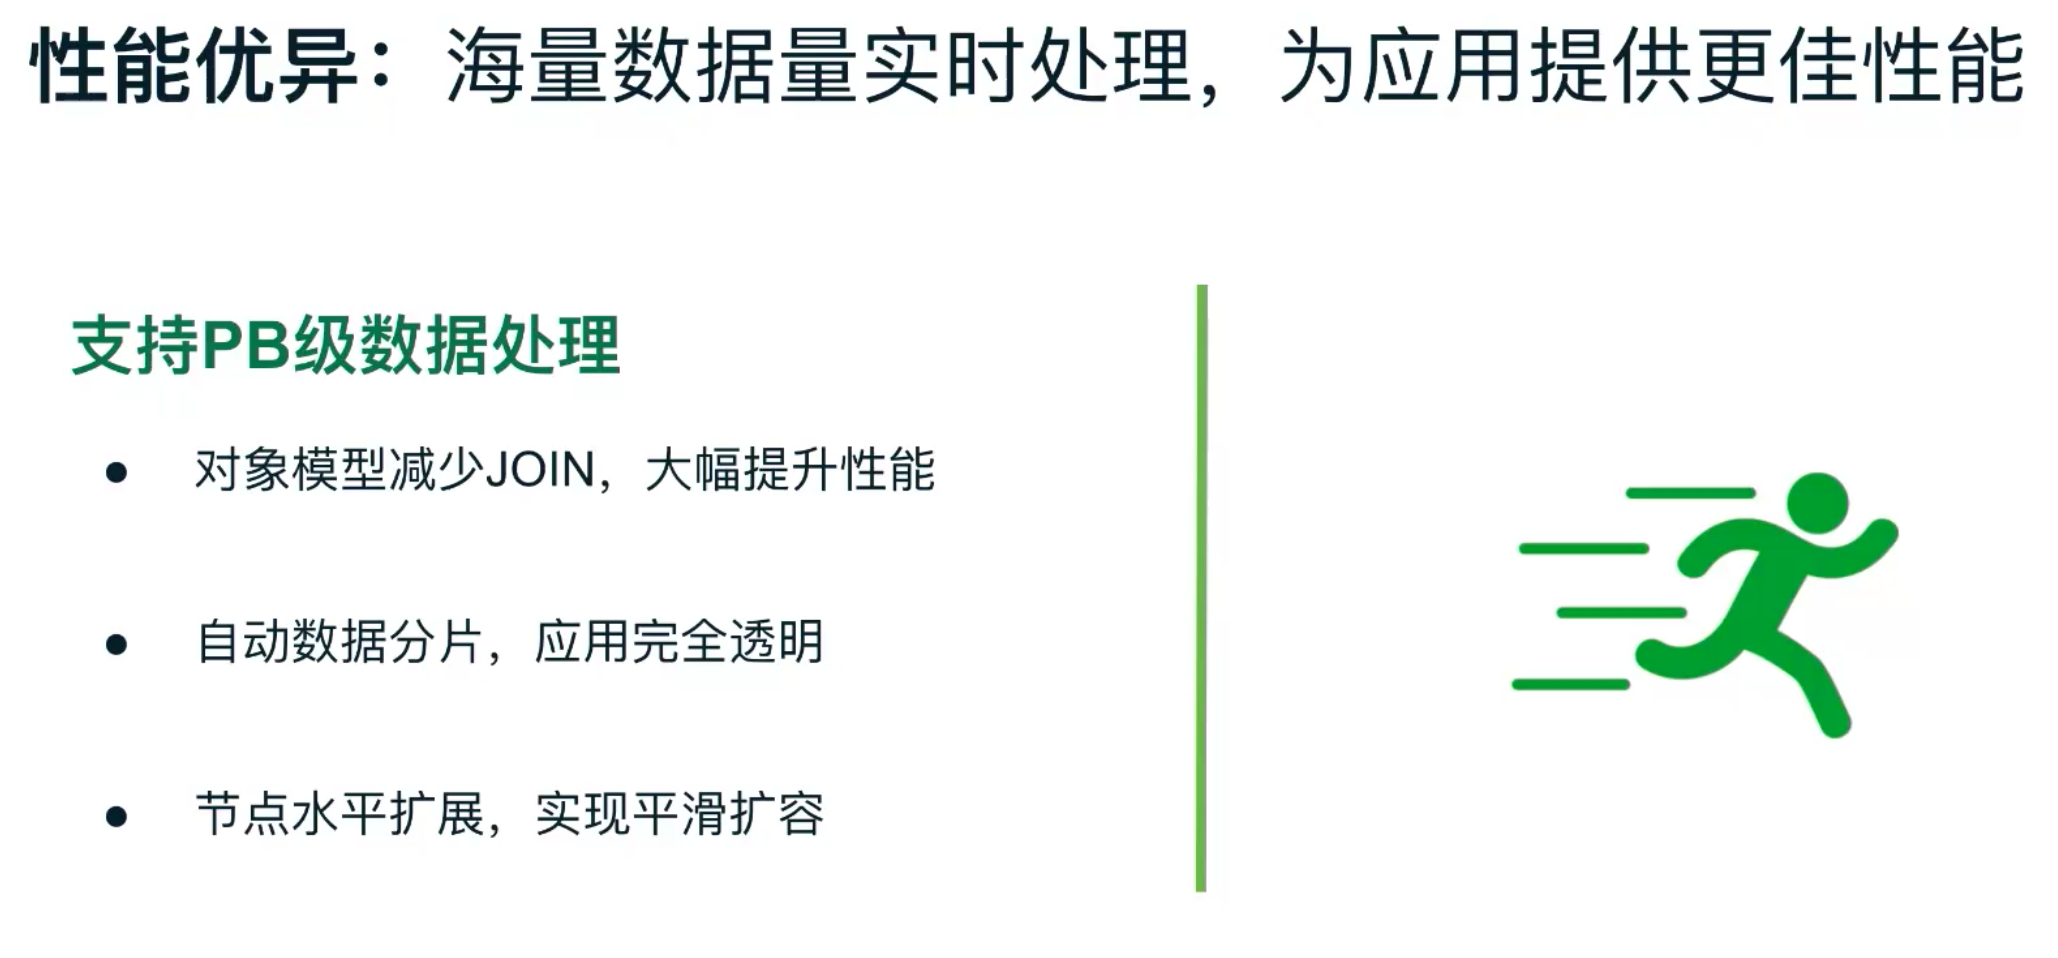 性能优异：海量数据量实时处理，为应用提供更佳性能
支持PB级数据处理
● 对象模型减少JOIN，大幅提升性能
● 自动数据分片，应用完全透明
● 节点水平扩展，实现平滑扩容